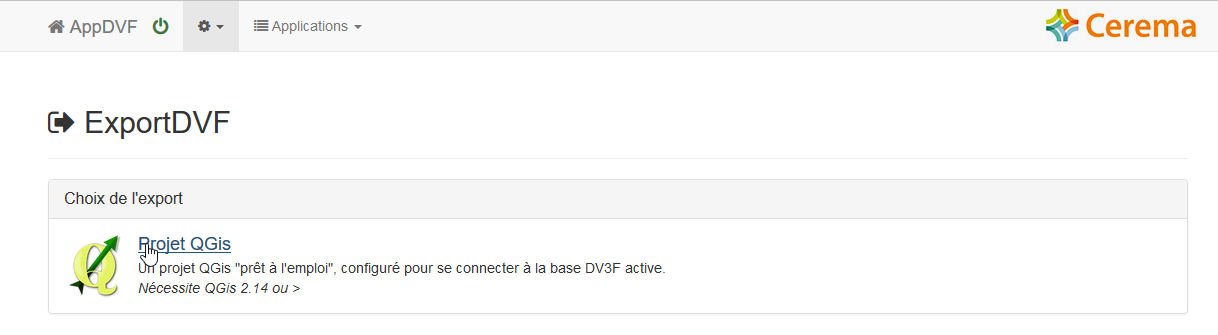 AppDVF
Applications
Cerema
ExportDVF
Choix de l'export
Projet QGis
Un projet QGis "prêt à l'emploi", configuré pour se connecter à la base DV3F active.
Nécessite QGis 2.14 ou >